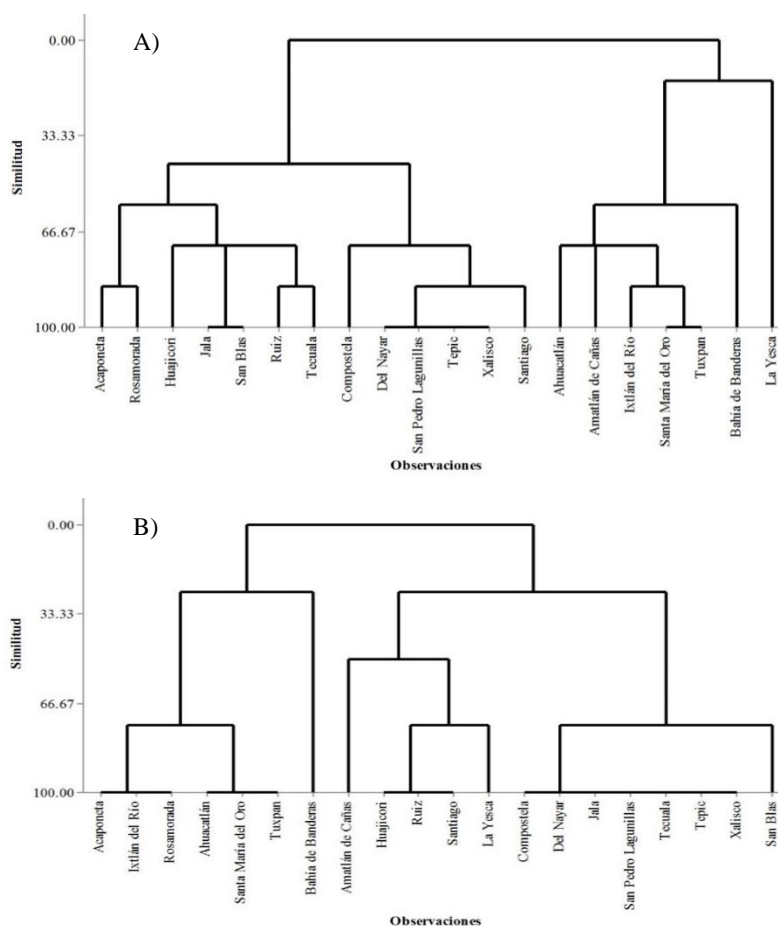 A)
0.00
33.33
66.67
100.00
Similitud
Acaponeta
Rosamorada
Huajicori
Jala
San Blas
Ruiz
Tecuala
Compostela
Del Nayar
San Pedro Lagunillas
Tepic
Xalisco
Santiago
Ahuacatlán
Amatlán de Cañas
Ixtlán del Río
Santa María del Oro
Tuxpan
Bahía de Banderas
La Yesca
Observaciones
B)
0.00
33.33
66.67
100.00
Similitud
Acaponeta
Ixtlán del Río
Rosamorada
Ahuacatlán
Santa María del Oro
Tuxpan
Bahía de Banderas
Amatlán de Cañas
Huajicori
Ruíz
Santiago
La Yesca
Compostela
Del Nayar
Jala
San Pedro Lagunillas
Tecuala
Tepic
Xalisco
San Blas
Observaciones